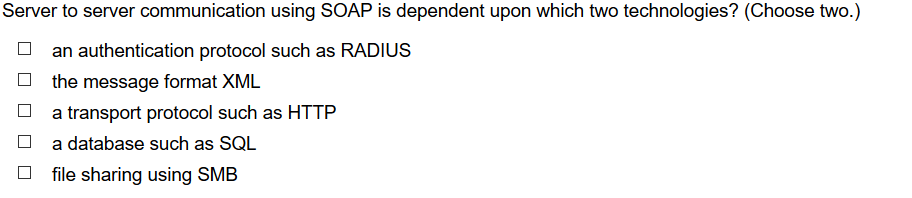 Server to server communication using SOAP is dependent upon which two technologies? (Choose two.)
an authentication protocol such as RADIUS
the message format XML
a transport protocol such as HTTP
a database such as SQL
file sharing using SMB